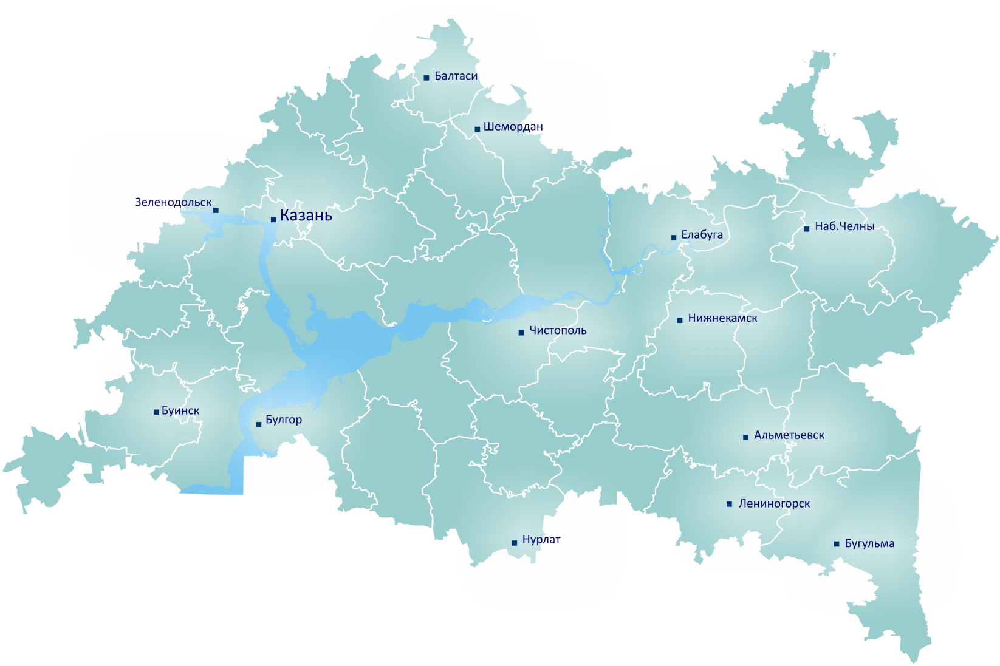 Балтаси
Шемордан
Зеленодольск
Казань
Наб.Челны
Елабуга
Нижнекамск
Чистополь
Буинск
Булгор
Альметьевск
Лениногорск
Нурлат
Бугульма